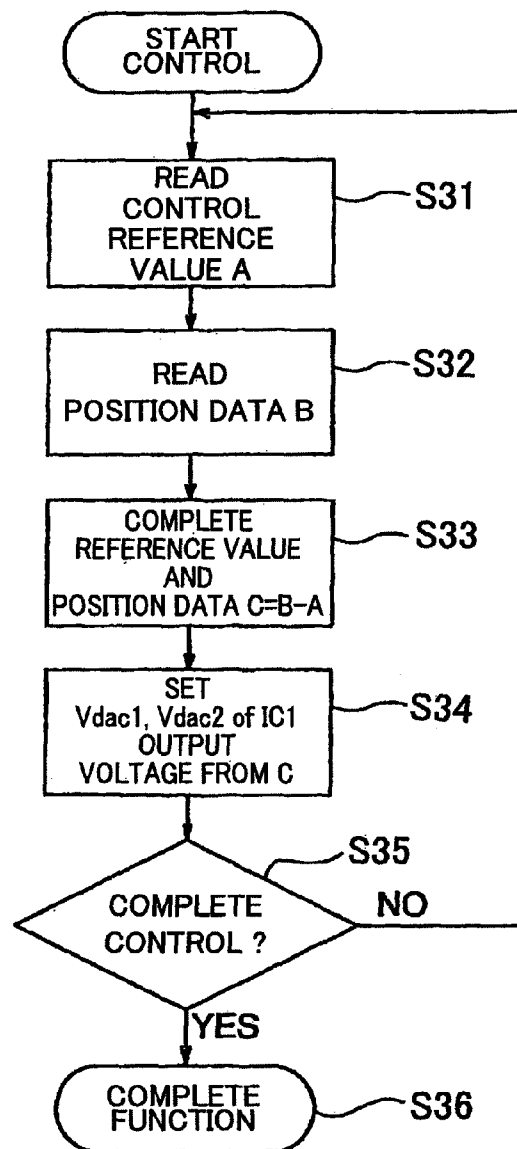 START
CONTROL
READ
CONTROL
REFERENCE
VALUE A
S31
READ
POSITION DATA B
S32
COMPLETE
REFERENCE VALUE
AND
POSITION DATA C=B-A
S33
SET
Vdac1, Vdac2 of IC1
OUTPUT
VOLTAGE FROM C
S34
COMPLETE
CONTROL ?
S35
NO
YES
COMPLETE
FUNCTION
S36